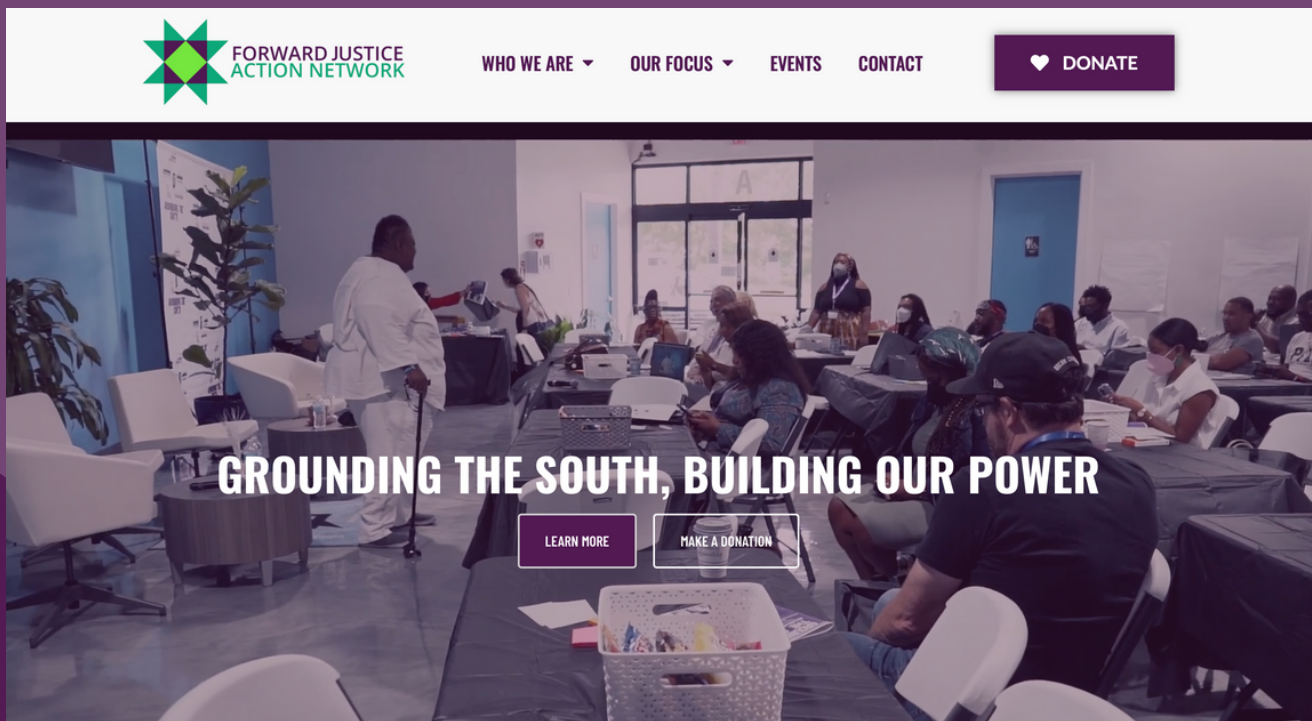 FORWARD JUSTICE
ACTION NETWORK
WHO WE ARE
OUR FOCUS
EVENTS
CONTACT
DONATE
EXIT
A
GROUNDING THE SOUTH, BUILDING OUR POWER
LEARN MORE
MAKE A DONATION